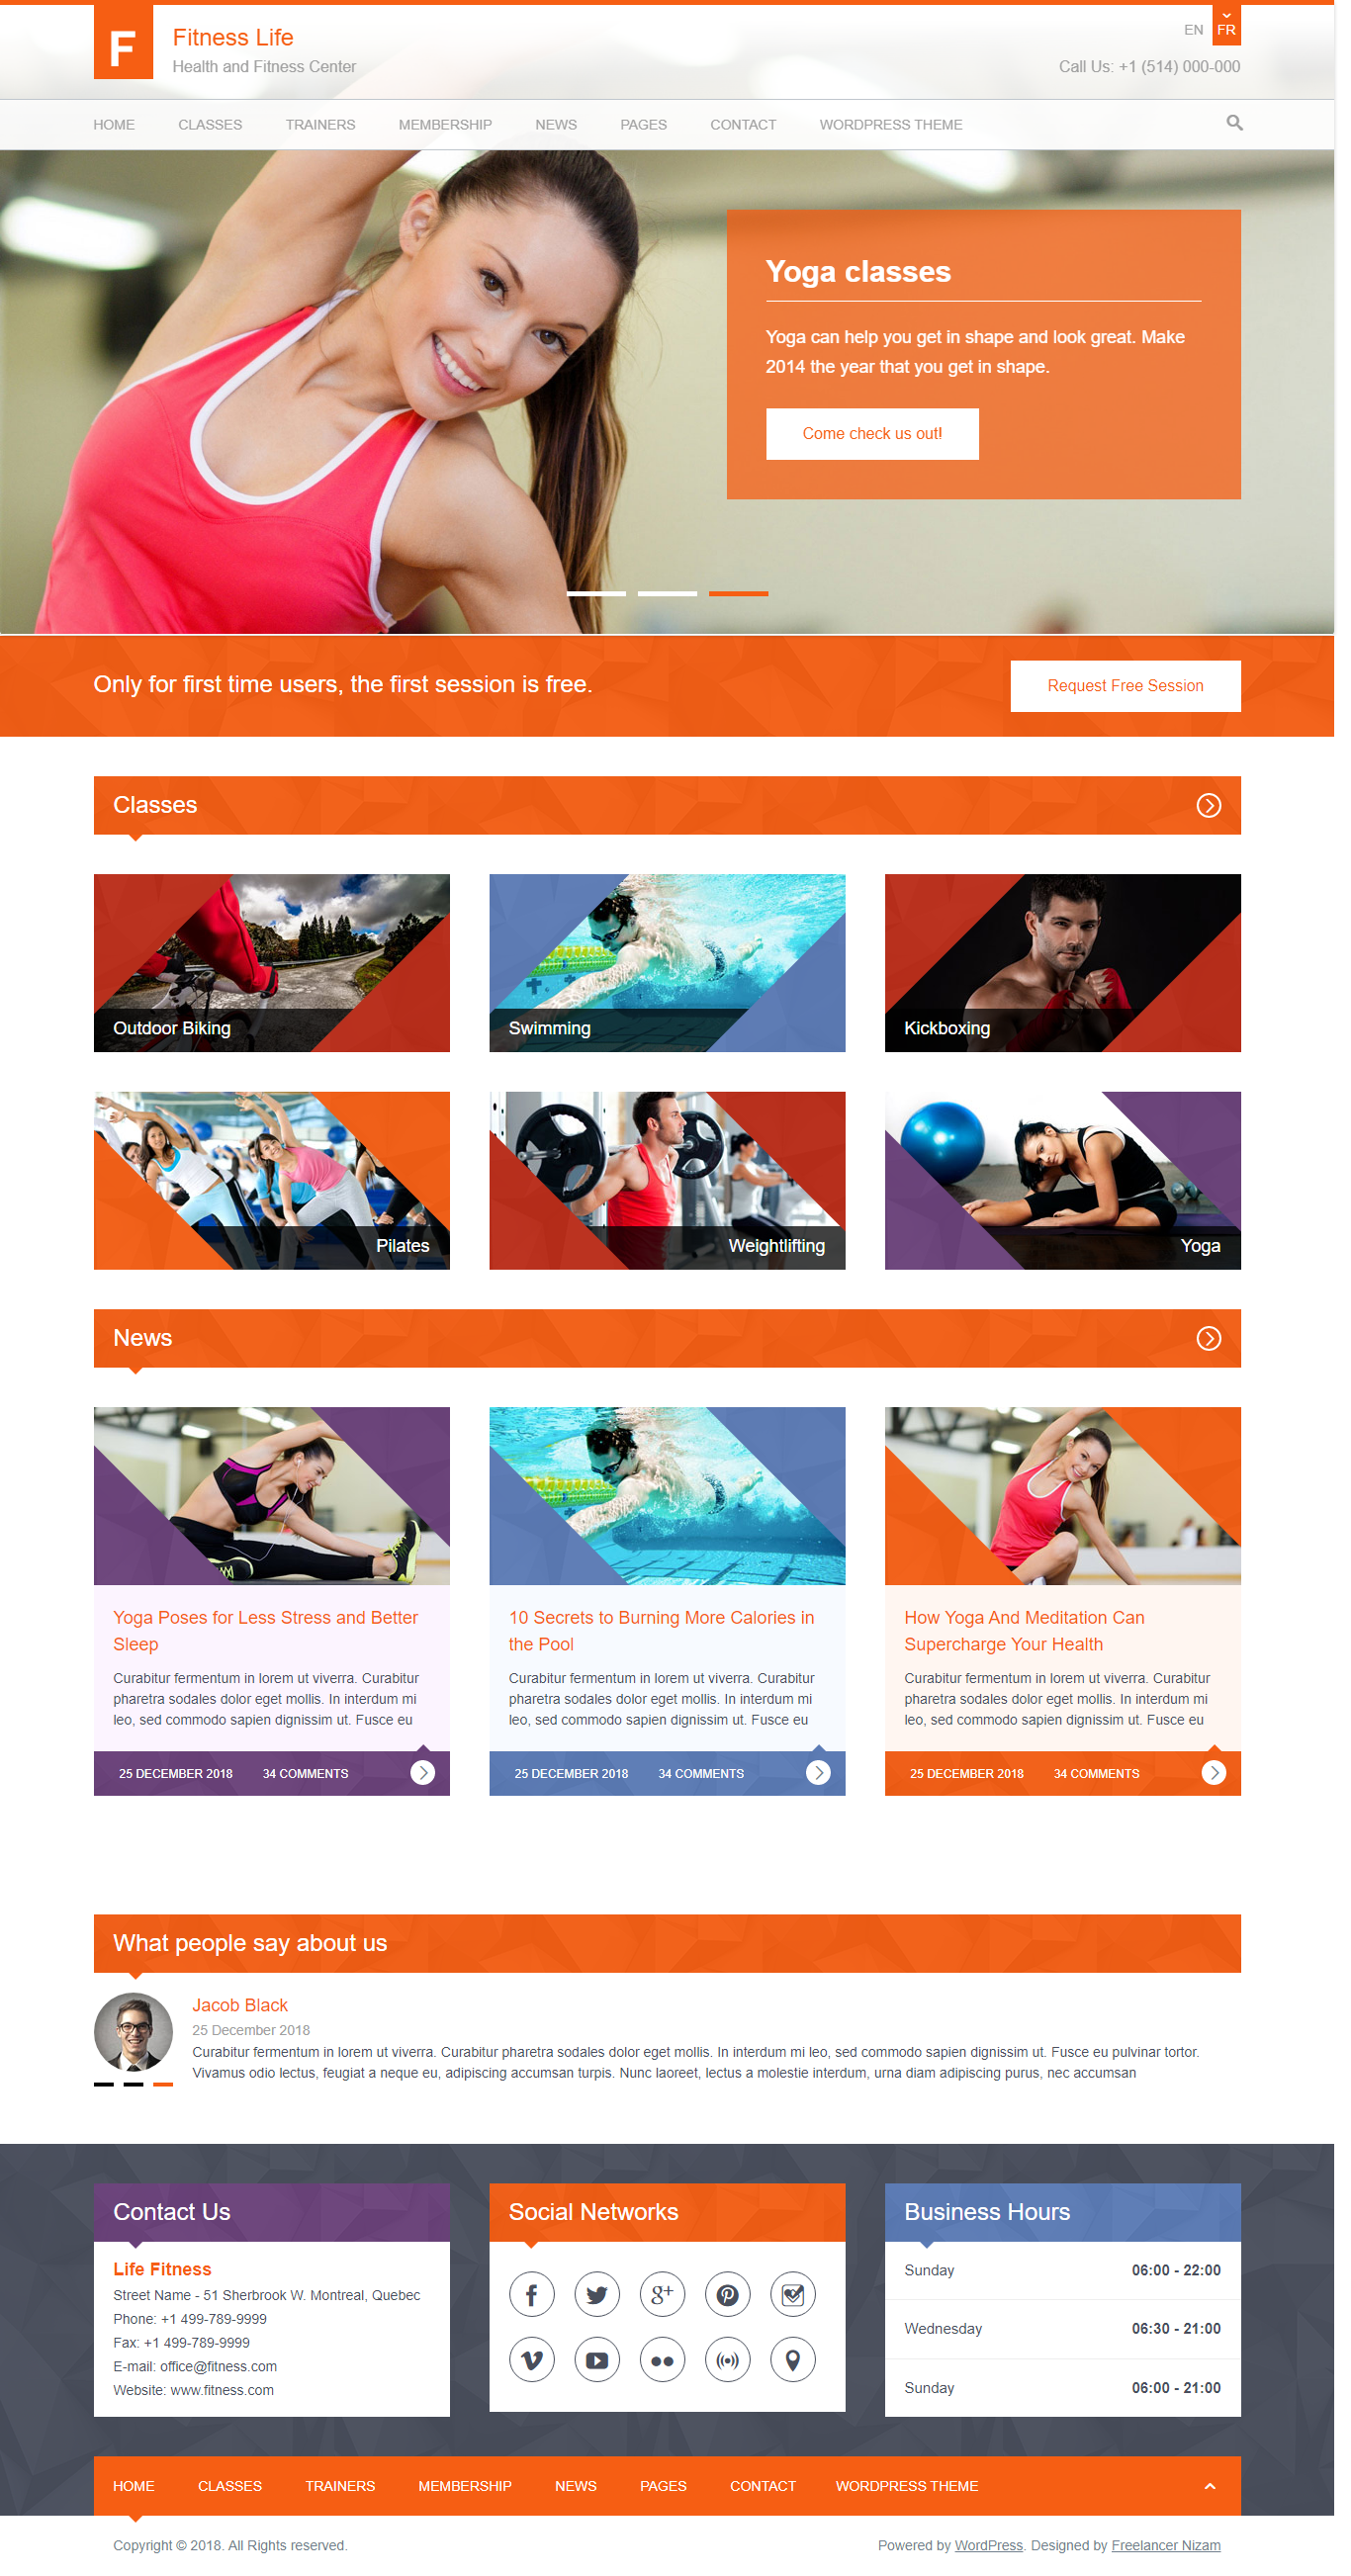 F
Fitness Life
Health and Fitness Center
EN FR
Call Us: +1 (514) 000-000
HOME CLASSES TRAINERS MEMBERSHIP NEWS PAGES CONTACT WORDPRESS THEME
Yoga classes
Yoga can help you get in shape and look great. Make
2014 the year that you get in shape.
Come check us out!
Only for first time users, the first session is free.
Request Free Session
Classes
Outdoor Biking
Swimming
Kickboxing
Pilates
Weightlifting
Yoga
News
Yoga Poses for Less Stress and Better
Sleep
Curabitur fermentum in lorem ut viverra. Curabitur
pharetra sodales dolor eget mollis. In interdum mi
leo, sed commodo sapien dignissim ut. Fusce eu
25 DECEMBER 2018 34 COMMENTS
10 Secrets to Burning More Calories in
the Pool
Curabitur fermentum in lorem ut viverra. Curabitur
pharetra sodales dolor eget mollis. In interdum mi
leo, sed commodo sapien dignissim ut. Fusce eu
25 DECEMBER 2018 34 COMMENTS
How Yoga And Meditation Can
Supercharge Your Health
Curabitur fermentum in lorem ut viverra. Curabitur
pharetra sodales dolor eget mollis. In interdum mi
leo, sed commodo sapien dignissim ut. Fusce eu
25 DECEMBER 2018 34 COMMENTS
What people say about us
Jacob Black
25 December 2018
Curabitur fermentum in lorem ut viverra. Curabitur pharetra sodales dolor eget mollis. In interdum mi leo, sed commodo sapien dignissim ut. Fusce eu pulvinar tortor.
Vivamus odio lectus, feugiat a neque eu, adipiscing accumsan turpis. Nunc laoreet, lectus a molestie interdum, urna diam adipiscing purus, nec accumsan
Contact Us
Life Fitness
Street Name - 51 Sherbrook W. Montreal, Quebec
Phone: +1 499-789-9999
Fax: +1 499-789-9999
E-mail: office@fitness.com
Website: www.fitness.com
Social Networks
Business Hours
Sunday 06:00 - 22:00
Wednesday 06:30 - 21:00
Sunday 06:00 - 21:00
HOME CLASSES TRAINERS MEMBERSHIP NEWS PAGES CONTACT WORDPRESS THEME
Copyright © 2018. All Rights reserved.
Powered by WordPress. Designed by Freelancer Nizam